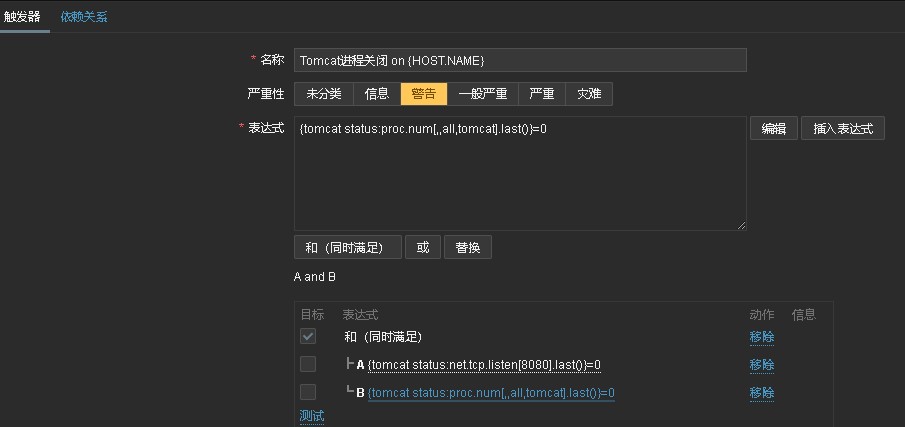 触发器 依赖关系
* 名称 Tomcat进程关闭 on {HOST.NAME}
严重性 未分类 信息 警告 一般严重 严重 灾难
* 表达式 {tomcat status:proc.num[,,all,tomcat].last()}=0 编辑 插入表达式
和（同时满足） 或 替换
A and B
目标 表达式 动作 信息
和（同时满足） 移除
A {tomcat status:net.tcp.listen[8080].last()}=0 移除
B {tomcat status:proc.num[,,all,tomcat].last()}=0 移除
测试